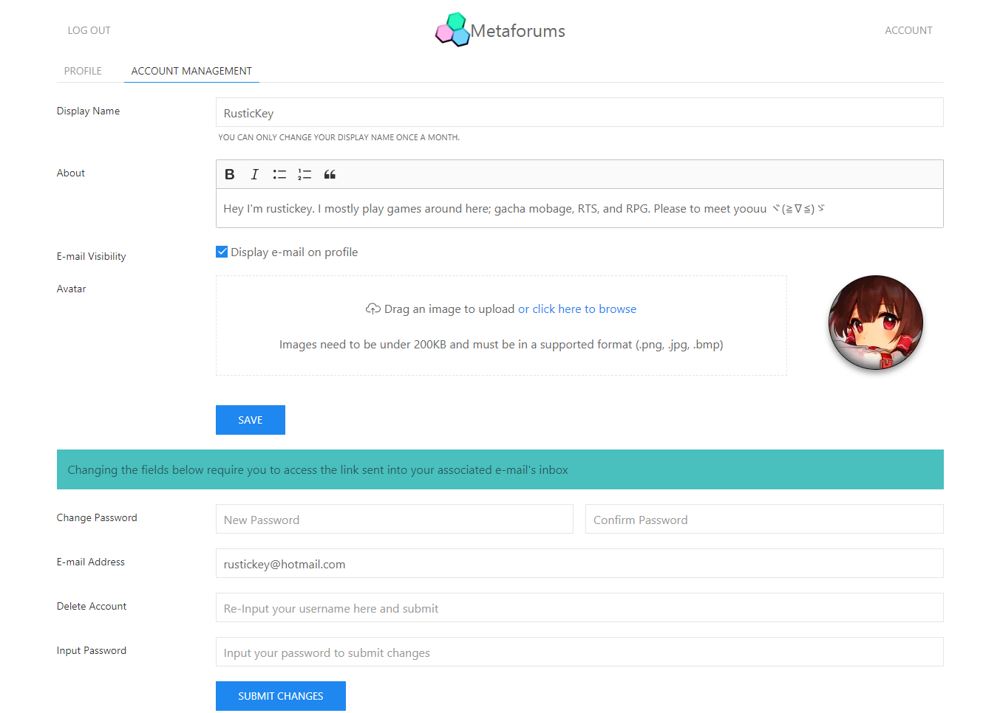 LOG OUT
Metaforums
ACCOUNT
PROFILE
ACCOUNT MANAGEMENT
Display Name
RusticKey
YOU CAN ONLY CHANGE YOUR DISPLAY NAME ONCE A MONTH.
About
Hey I'm rustickey. I mostly play games around here; gacha mobage, RTS, and RPG. Please to meet yoouu ヾ(≧∇≦)ゞ
E-mail Visibility
Display e-mail on profile
Avatar
Drag an image to upload or click here to browse
Images need to be under 200KB and must be in a supported format (.png, .jpg, .bmp)
SAVE
Changing the fields below require you to access the link sent into your associated e-mail's inbox
Change Password
New Password
Confirm Password
E-mail Address
rustickey@hotmail.com
Delete Account
Re-Input your username here and submit
Input Password
Input your password to submit changes
SUBMIT CHANGES